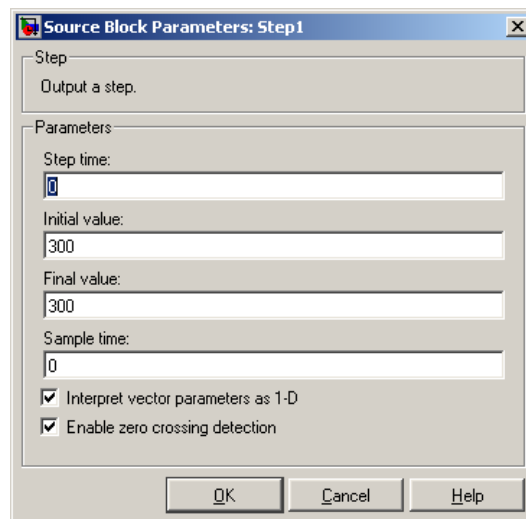 Source Block Parameters: Step1
Step
Output a step.
Parameters
Step time:
0
Initial value:
300
Final value:
300
Sample time:
0
Interpret vector parameters as 1-D
Enable zero crossing detection
OK Cancel Help